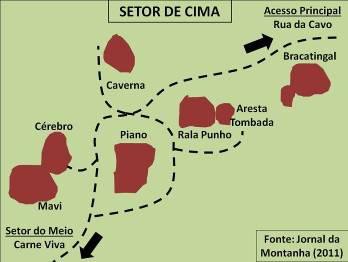 SETOR DE CIMA
Acesso Principal
Rua da Cavo
Bracatingal
Caverna
Aresta
Tombada
Cérebro
Piano
Rala Punho
Mavi
Setor do Meio
Carne Viva
Fonte: Jornal da
Montanha (2011)